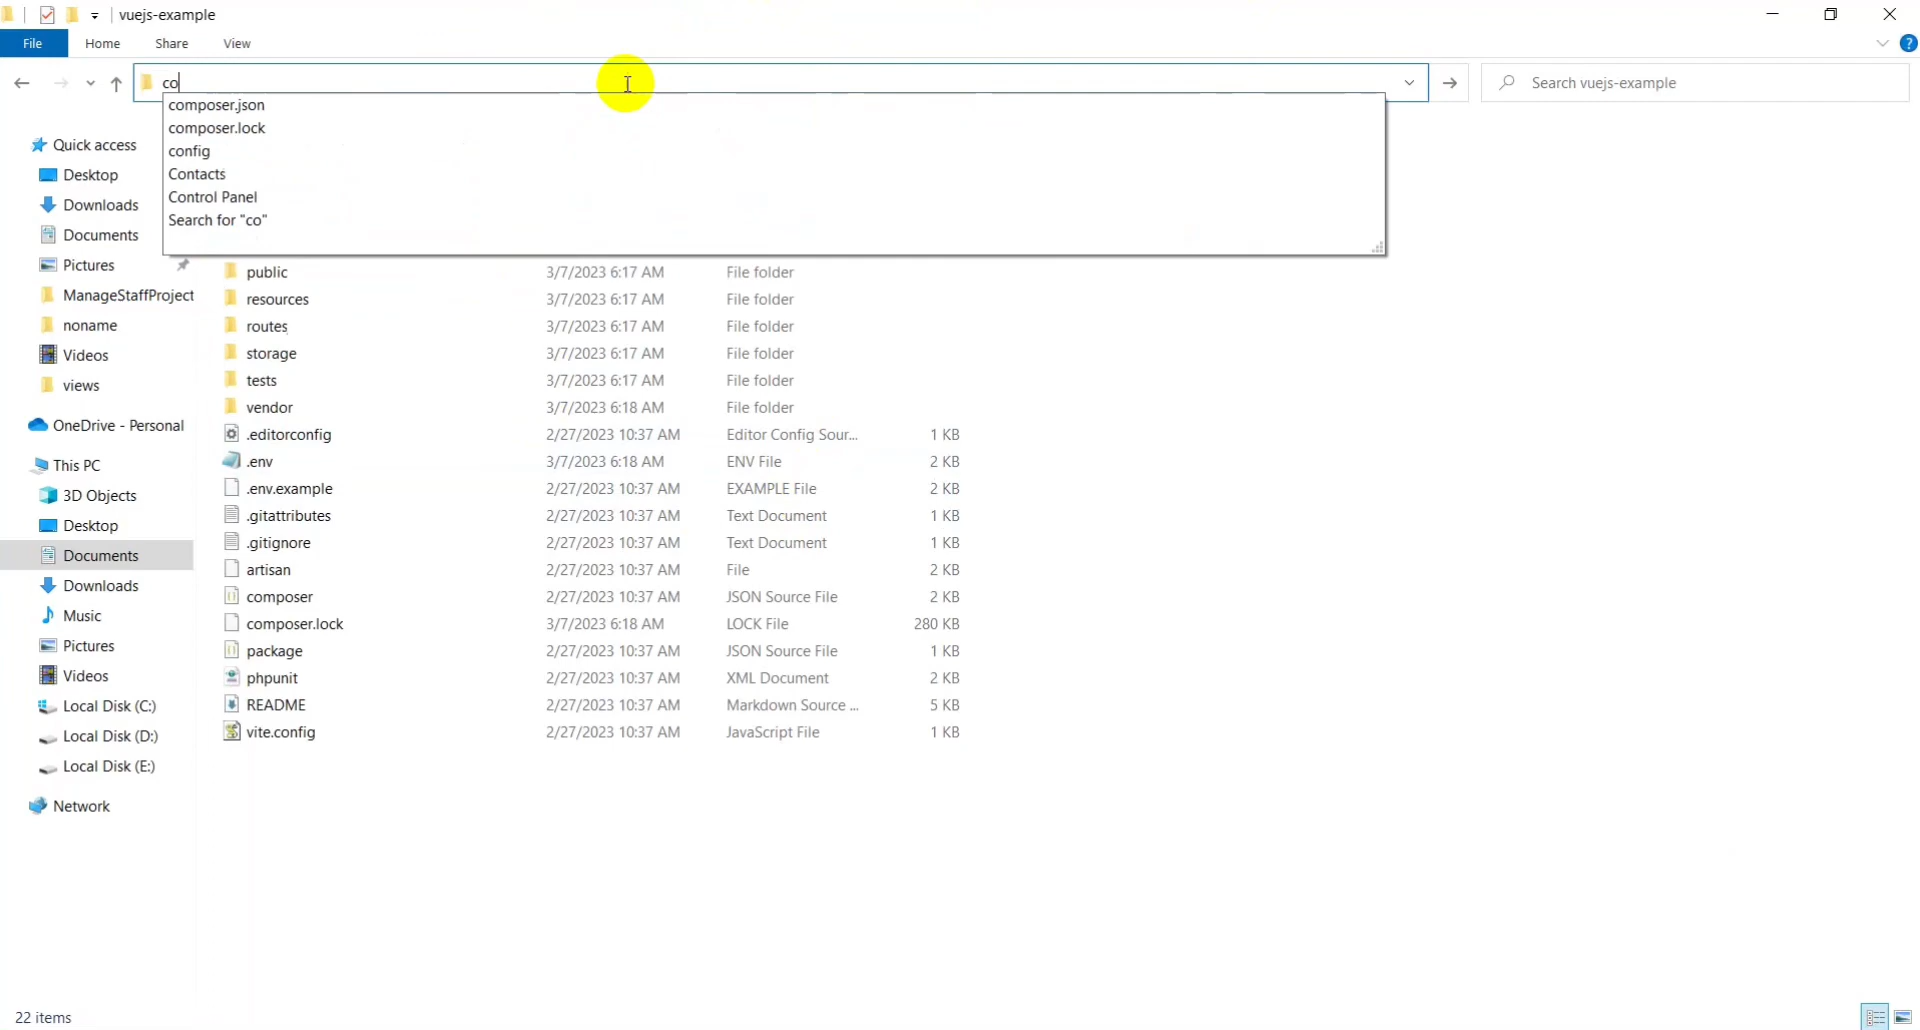 vuejs-example
File Home Share View
co
Search vuejs-example
composer.json
composer.lock
config
Contacts
Control Panel
Search for "co"
Quick access
Desktop
Downloads
Documents
Pictures
ManageStaffProject
noname
Videos
views
OneDrive - Personal
This PC
3D Objects
Desktop
Documents
Downloads
Music
Pictures
Videos
Local Disk (C:)
Local Disk (D:)
Local Disk (E:)
Network
public 3/7/2023 6:17 AM File folder
resources 3/7/2023 6:17 AM File folder
routes 3/7/2023 6:17 AM File folder
storage 3/7/2023 6:17 AM File folder
tests 3/7/2023 6:17 AM File folder
vendor 3/7/2023 6:18 AM File folder
.editorconfig 2/27/2023 10:37 AM Editor Config Sour... 1 KB
.env 3/7/2023 6:18 AM ENV File 2 KB
.env.example 2/27/2023 10:37 AM EXAMPLE File 2 KB
.gitattributes 2/27/2023 10:37 AM Text Document 1 KB
.gitignore 2/27/2023 10:37 AM Text Document 1 KB
artisan 2/27/2023 10:37 AM File 2 KB
composer 2/27/2023 10:37 AM JSON Source File 2 KB
composer.lock 3/7/2023 6:18 AM LOCK File 280 KB
package 2/27/2023 10:37 AM JSON Source File 1 KB
phpunit 2/27/2023 10:37 AM XML Document 2 KB
README 2/27/2023 10:37 AM Markdown Source ... 5 KB
vite.config 2/27/2023 10:37 AM JavaScript File 1 KB
22 items